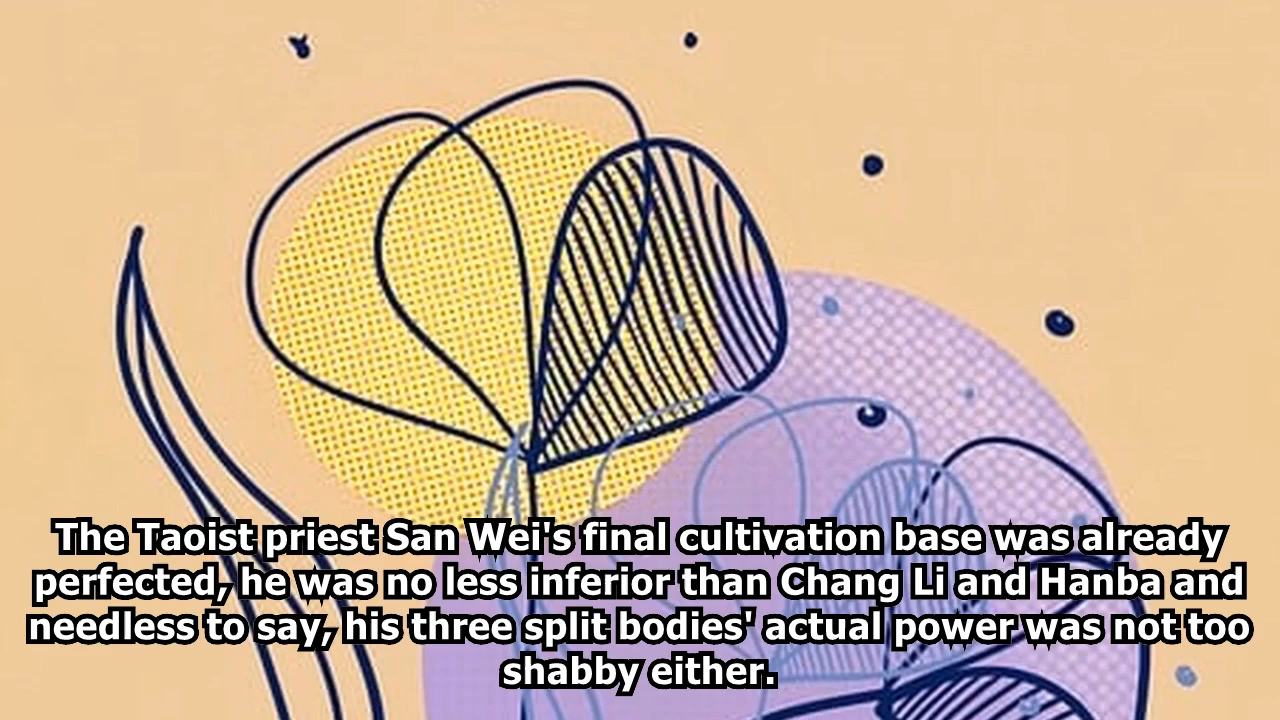 The Taoist priest San Wei's final cultivation base was already
perfected, he was no less inferior than Chang Li and Hanba and
needless to say, his three split bodies' actual power was not too
shabby either.